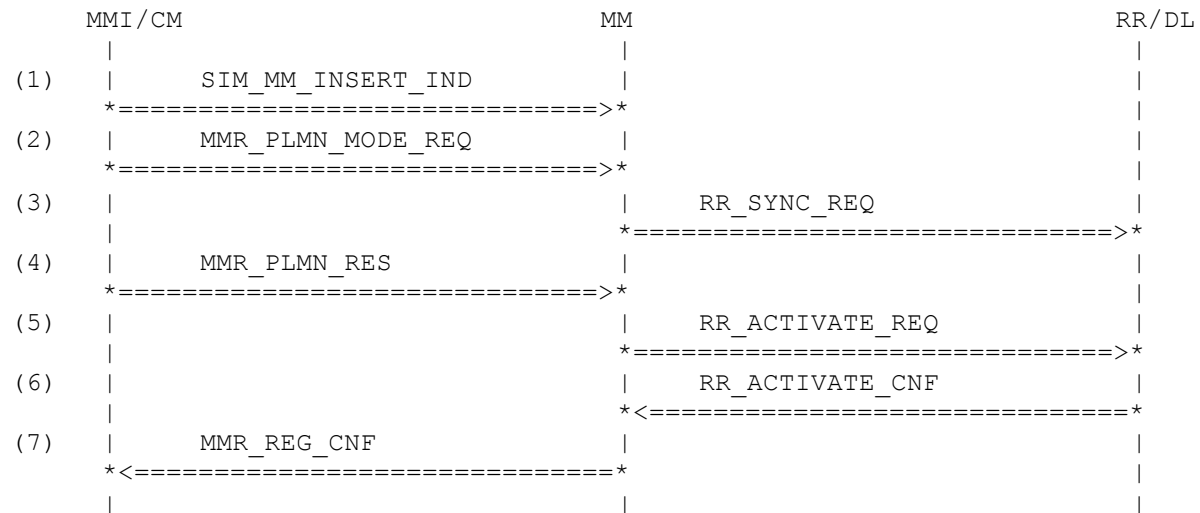 MMI/CM MM RR/DL
(1) SIM_MM_INSERT_IND
(2) MMR_PLMN_MODE_REQ
(3) RR_SYNC_REQ
(4) MMR_PLMN_RES
(5) RR_ACTIVATE_REQ
(6) RR_ACTIVATE_CNF
(7) MMR_REG_CNF